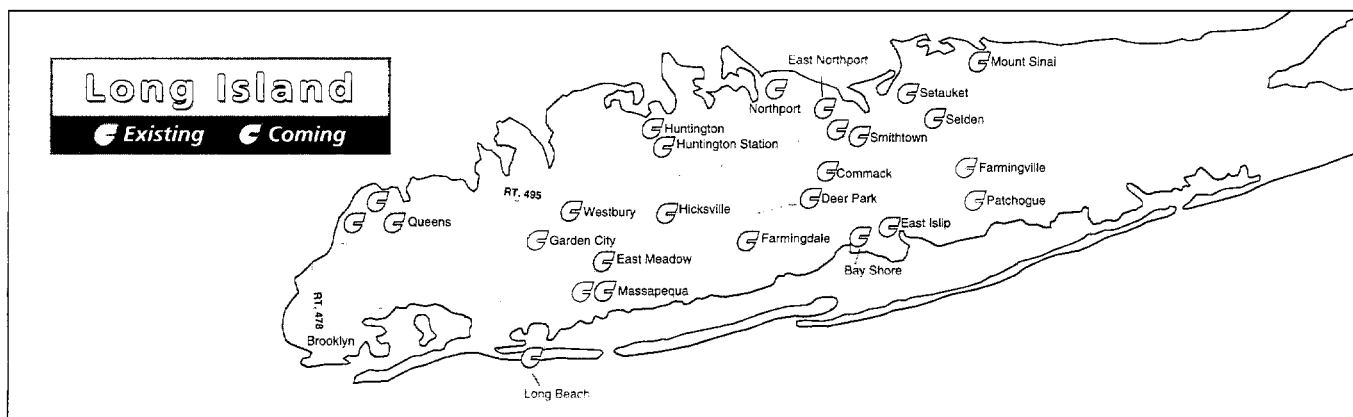 Long Island
Existing Coming
Mount Sinai
East Northport
Northport
Setauket
Selden
Huntington
Huntington Station
Smithtown
Commack
Farmingville
Deer Park
Patchogue
RT. 495
Westbury
Hicksville
Queens
East Islip
Garden City
Farmingdale
East Meadow
Bay Shore
Massapequa
RT. 478
Brooklyn
Long Beach